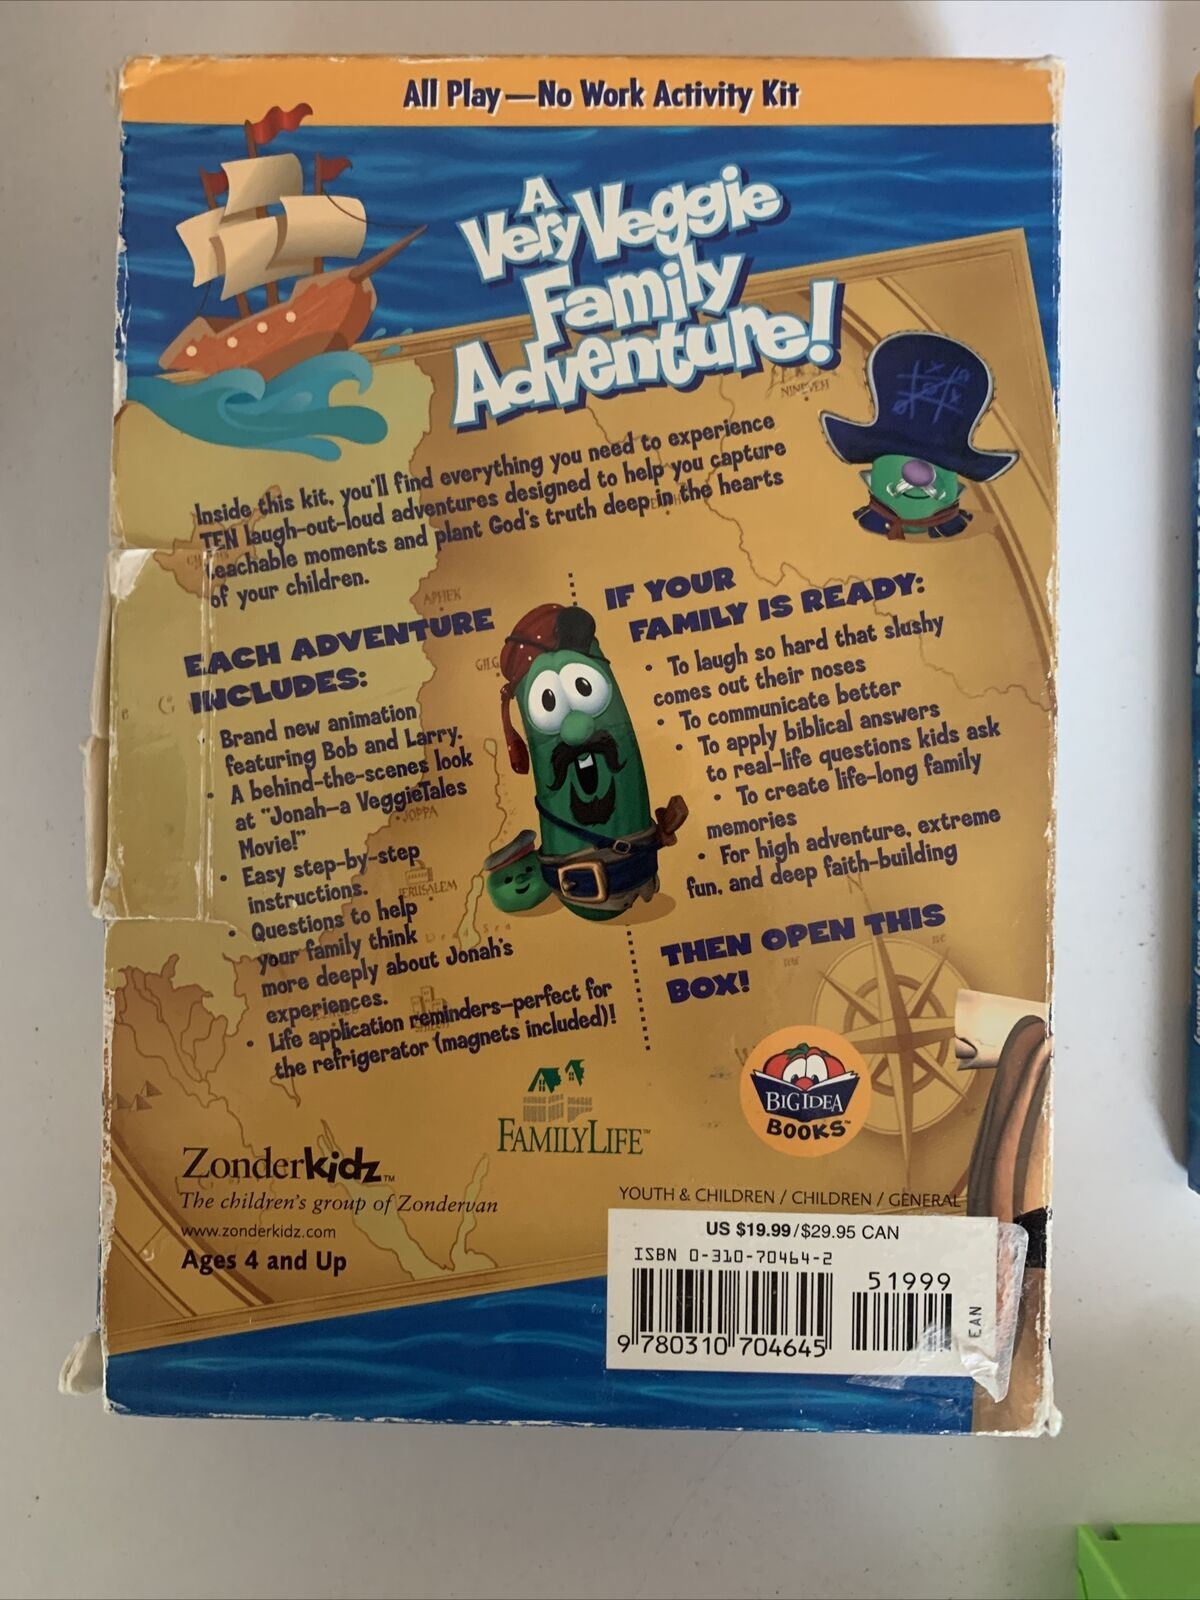 All Play—No Work Activity Kit
A
Very Veggie
Family
Adventure!
NINEVEH
Inside this kit, you'll find everything you need to experience
TEN laugh-out-loud adventures designed to help you capture
teachable moments and plant God's truth deep in the hearts
of your children.
APHEK
EACH ADVENTURE
INCLUDES:
Brand new animation
featuring Bob and Larry.
• A behind-the-scenes look
at "Jonah—a VeggieTales
Movie!"
• Easy step-by-step
instructions.
• Questions to help
your family think
more deeply about Jonah's
experiences.
• Life application reminders—perfect for
the refrigerator (magnets included)!
JOPPA
JERUSALEM
Dead Sea
IF YOUR
FAMILY IS READY:
• To laugh so hard that slushy
comes out their noses
• To communicate better
• To apply biblical answers
to real-life questions kids ask
• To create life-long family
memories
• For high adventure, extreme
fun, and deep faith-building
THEN OPEN THIS
BOX!
N
FAMILYLIFE™
BIG IDEA
BOOKS™
Zonderkidz™
The children's group of Zondervan
www.zonderkidz.com
Ages 4 and Up
YOUTH & CHILDREN / CHILDREN / GENERAL
US $19.99/$29.95 CAN
ISBN 0-310-70464-2
51999
EAN
9 780310 704645